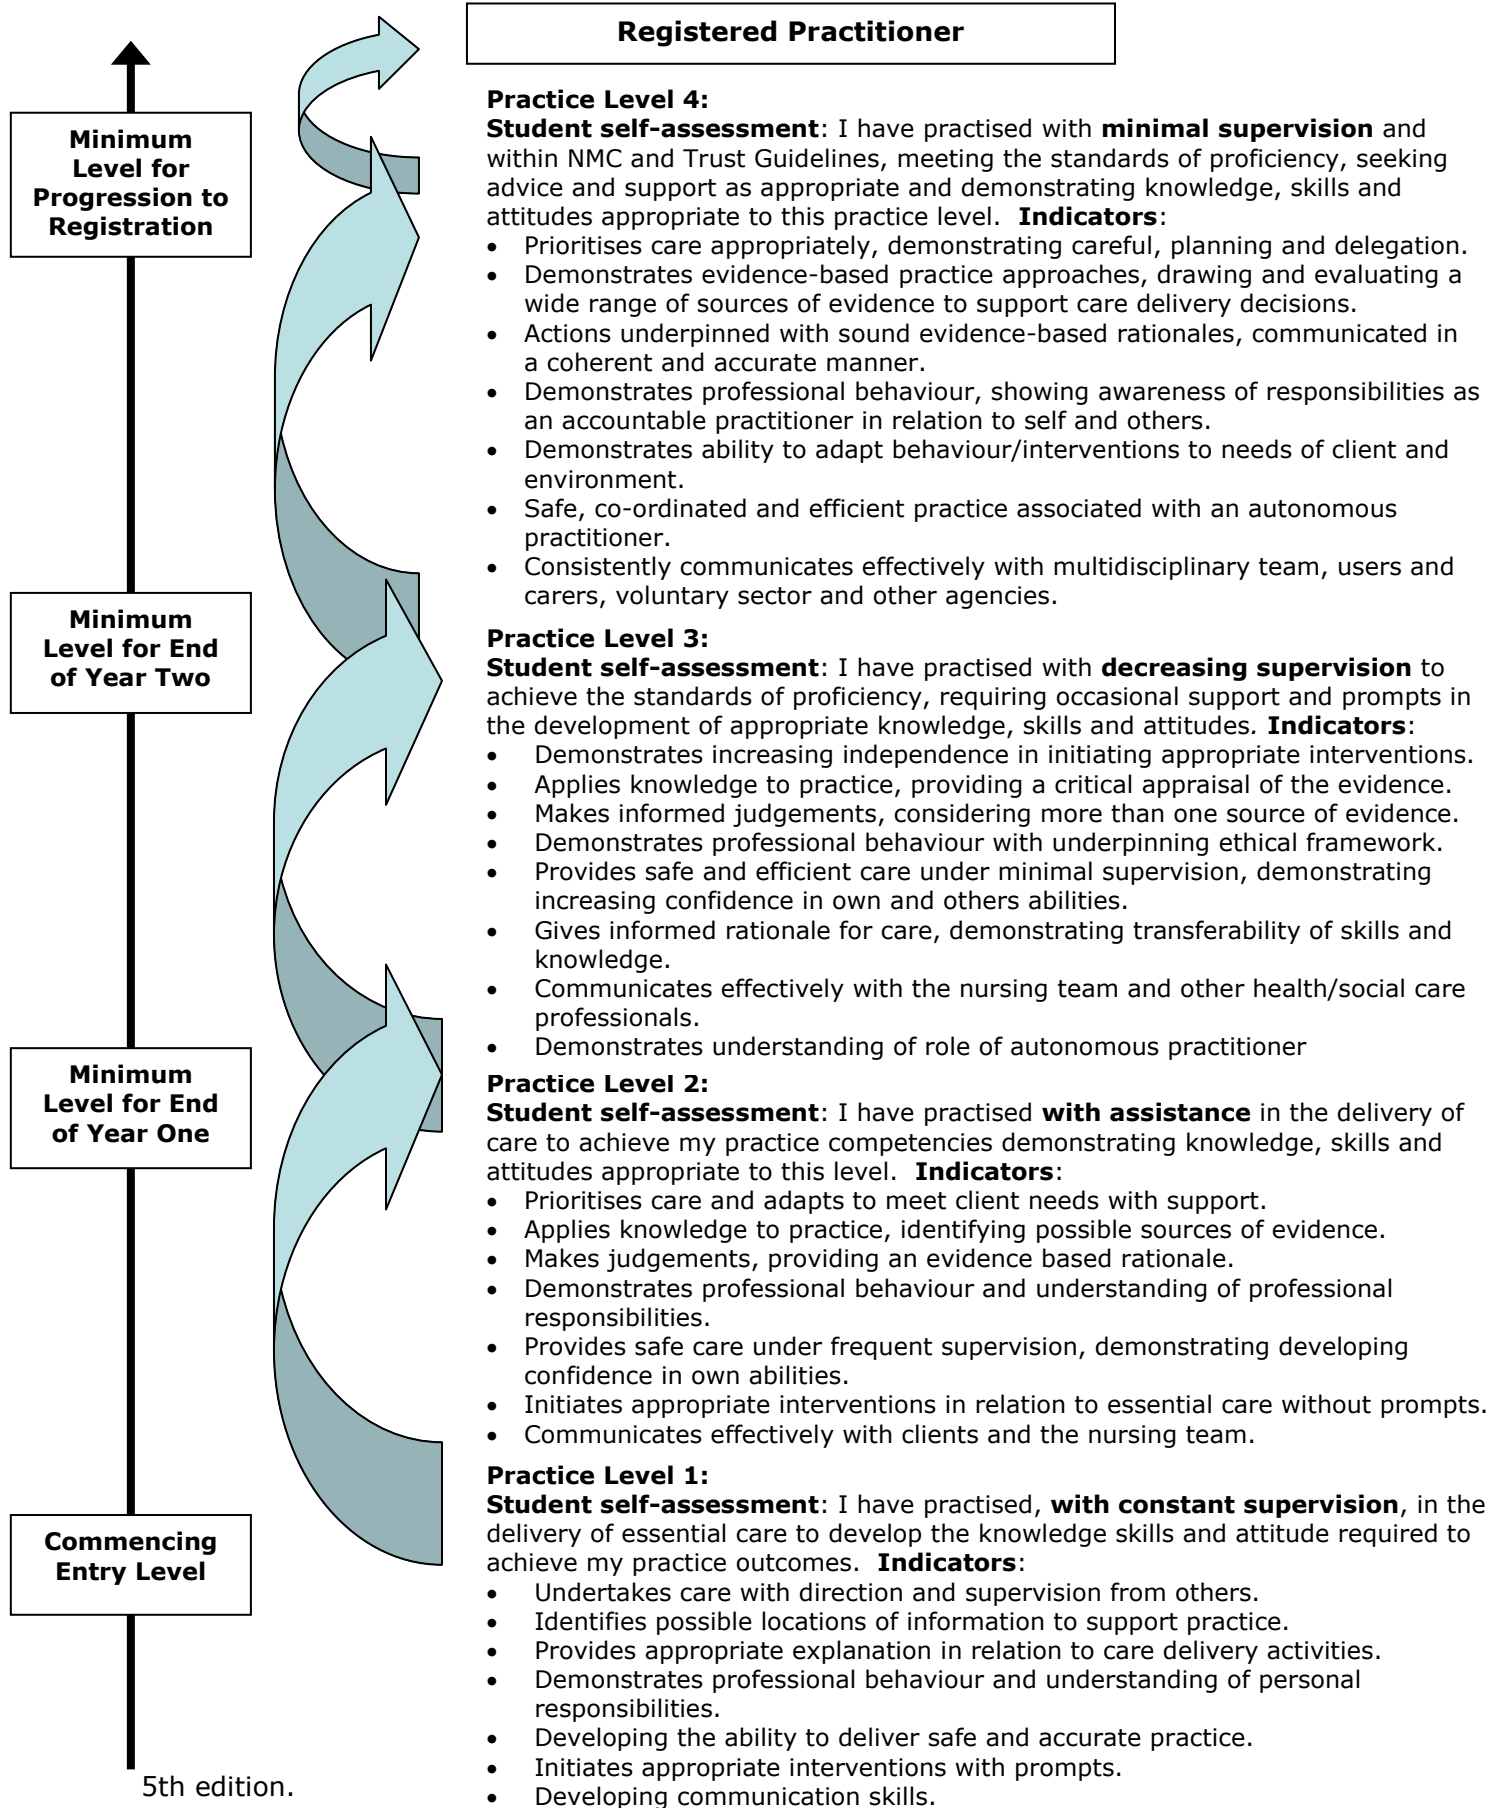 Registered Practitioner
Minimum
Level for
Progression to
Registration
Practice Level 4:
Student self-assessment: I have practised with minimal supervision and
within NMC and Trust Guidelines, meeting the standards of proficiency, seeking
advice and support as appropriate and demonstrating knowledge, skills and
attitudes appropriate to this practice level. Indicators:
• Prioritises care appropriately, demonstrating careful, planning and delegation.
• Demonstrates evidence-based practice approaches, drawing and evaluating a
wide range of sources of evidence to support care delivery decisions.
• Actions underpinned with sound evidence-based rationales, communicated in
a coherent and accurate manner.
• Demonstrates professional behaviour, showing awareness of responsibilities as
an accountable practitioner in relation to self and others.
• Demonstrates ability to adapt behaviour/interventions to needs of client and
environment.
• Safe, co-ordinated and efficient practice associated with an autonomous
practitioner.
• Consistently communicates effectively with multidisciplinary team, users and
carers, voluntary sector and other agencies.
Minimum
Level for End
of Year Two
Practice Level 3:
Student self-assessment: I have practised with decreasing supervision to
achieve the standards of proficiency, requiring occasional support and prompts in
the development of appropriate knowledge, skills and attitudes. Indicators:
• Demonstrates increasing independence in initiating appropriate interventions.
• Applies knowledge to practice, providing a critical appraisal of the evidence.
• Makes informed judgements, considering more than one source of evidence.
• Demonstrates professional behaviour with underpinning ethical framework.
• Provides safe and efficient care under minimal supervision, demonstrating
increasing confidence in own and others abilities.
• Gives informed rationale for care, demonstrating transferability of skills and
knowledge.
• Communicates effectively with the nursing team and other health/social care
professionals.
• Demonstrates understanding of role of autonomous practitioner
Minimum
Level for End
of Year One
Practice Level 2:
Student self-assessment: I have practised with assistance in the delivery of
care to achieve my practice competencies demonstrating knowledge, skills and
attitudes appropriate to this level. Indicators:
• Prioritises care and adapts to meet client needs with support.
• Applies knowledge to practice, identifying possible sources of evidence.
• Makes judgements, providing an evidence based rationale.
• Demonstrates professional behaviour and understanding of professional
responsibilities.
• Provides safe care under frequent supervision, demonstrating developing
confidence in own abilities.
• Initiates appropriate interventions in relation to essential care without prompts.
• Communicates effectively with clients and the nursing team.
Commencing
Entry Level
Practice Level 1:
Student self-assessment: I have practised, with constant supervision, in the
delivery of essential care to develop the knowledge skills and attitude required to
achieve my practice outcomes. Indicators:
• Undertakes care with direction and supervision from others.
• Identifies possible locations of information to support practice.
• Provides appropriate explanation in relation to care delivery activities.
• Demonstrates professional behaviour and understanding of personal
responsibilities.
• Developing the ability to deliver safe and accurate practice.
• Initiates appropriate interventions with prompts.
• Developing communication skills.
5th edition.